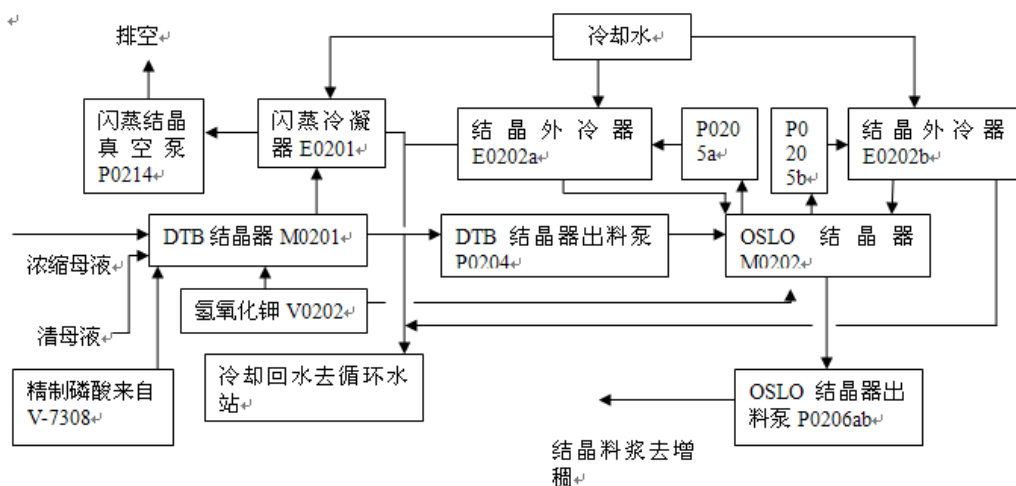 排空
冷却水
闪蒸结晶
真空泵
P0214
闪蒸冷凝
器 E0201
结晶外冷器
E0202a
P020
5a
P0
20
5b
结晶外冷器
E0202b
DTB 结晶器 M0201
DTB 结晶器出料泵
P0204
OSLO 结晶器
M0202
浓缩母液
氢氧化钾 V0202
清母液
精制磷酸来自
V-7308
冷却回水去循环水
站
OSLO 结晶器出
料泵 P0206ab
结晶料浆去增
稠